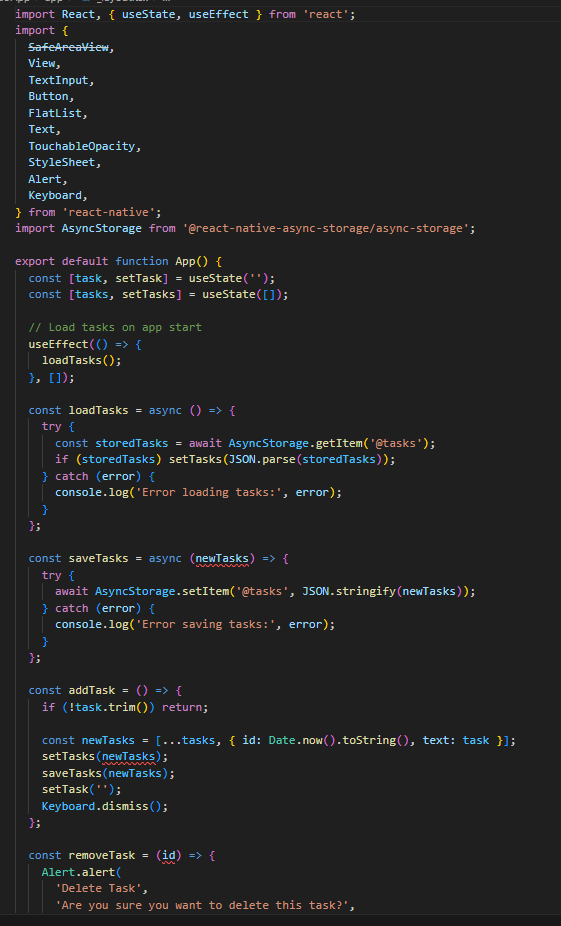 import React, { useState, useEffect } from 'react';
import {
  SafeAreaView,
  View,
  TextInput,
  Button,
  FlatList,
  Text,
  TouchableOpacity,
  StyleSheet,
  Alert,
  Keyboard,
} from 'react-native';
import AsyncStorage from '@react-native-async-storage/async-storage';

export default function App() {
  const [task, setTask] = useState('');
  const [tasks, setTasks] = useState([]);

  // Load tasks on app start
  useEffect(() => {
    loadTasks();
  }, []);

  const loadTasks = async () => {
    try {
      const storedTasks = await AsyncStorage.getItem('@tasks');
      if (storedTasks) setTasks(JSON.parse(storedTasks));
    } catch (error) {
      console.log('Error loading tasks:', error);
    }
  };

  const saveTasks = async (newTasks) => {
    try {
      await AsyncStorage.setItem('@tasks', JSON.stringify(newTasks));
    } catch (error) {
      console.log('Error saving tasks:', error);
    }
  };

  const addTask = () => {
    if (!task.trim()) return;

    const newTasks = [...tasks, { id: Date.now().toString(), text: task }];
    setTasks(newTasks);
    saveTasks(newTasks);
    setTask('');
    Keyboard.dismiss();
  };

  const removeTask = (id) => {
    Alert.alert(
      'Delete Task',
      'Are you sure you want to delete this task?',